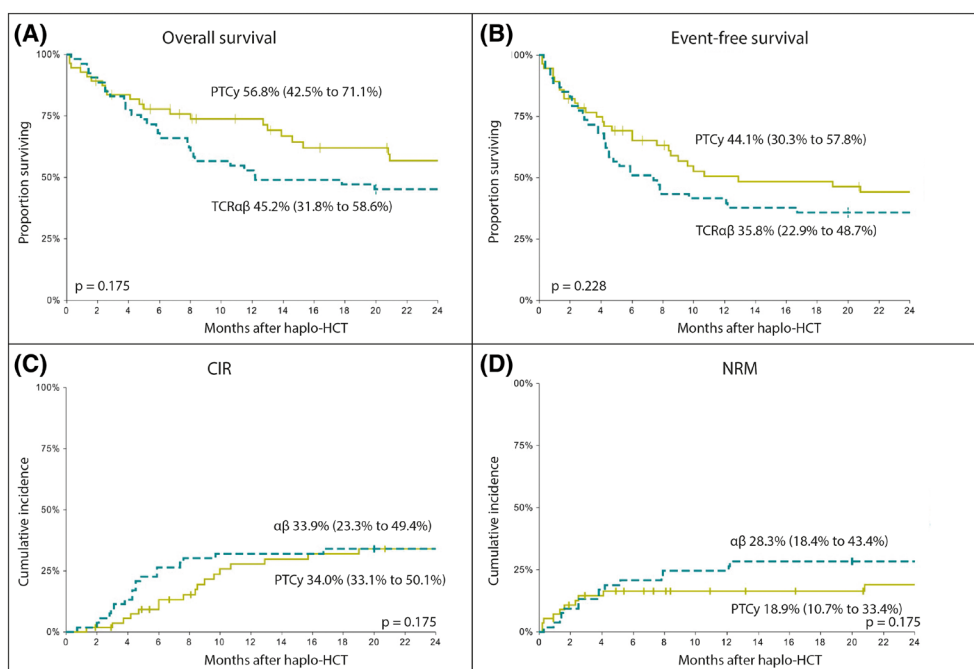 (A)
Overall survival
100%
75%
50%
25%
0%
Proportion surviving
PTCy 56.8% (42.5% to 71.1%)
TCRαβ 45.2% (31.8% to 58.6%)
p = 0.175
0 2 4 6 8 10 12 14 16 18 20 22 24
Months after haplo-HCT
(B)
Event-free survival
100%
75%
50%
25%
0%
Proportion surviving
PTCy 44.1% (30.3% to 57.8%)
TCRαβ 35.8% (22.9% to 48.7%)
p = 0.228
0 2 4 6 8 10 12 14 16 18 20 22 24
Months after haplo-HCT
(C)
CIR
100%
75%
50%
25%
0%
Cumulative incidence
αβ 33.9% (23.3% to 49.4%)
PTCy 34.0% (33.1% to 50.1%)
p = 0.175
0 2 4 6 8 10 12 14 16 18 20 22 24
Months after haplo-HCT
(D)
NRM
00%
75%
50%
25%
0%
Cumulative incidence
αβ 28.3% (18.4% to 43.4%)
PTCy 18.9% (10.7% to 33.4%)
p = 0.175
0 2 4 6 8 10 12 14 16 18 20 22 24
Months after haplo-HCT